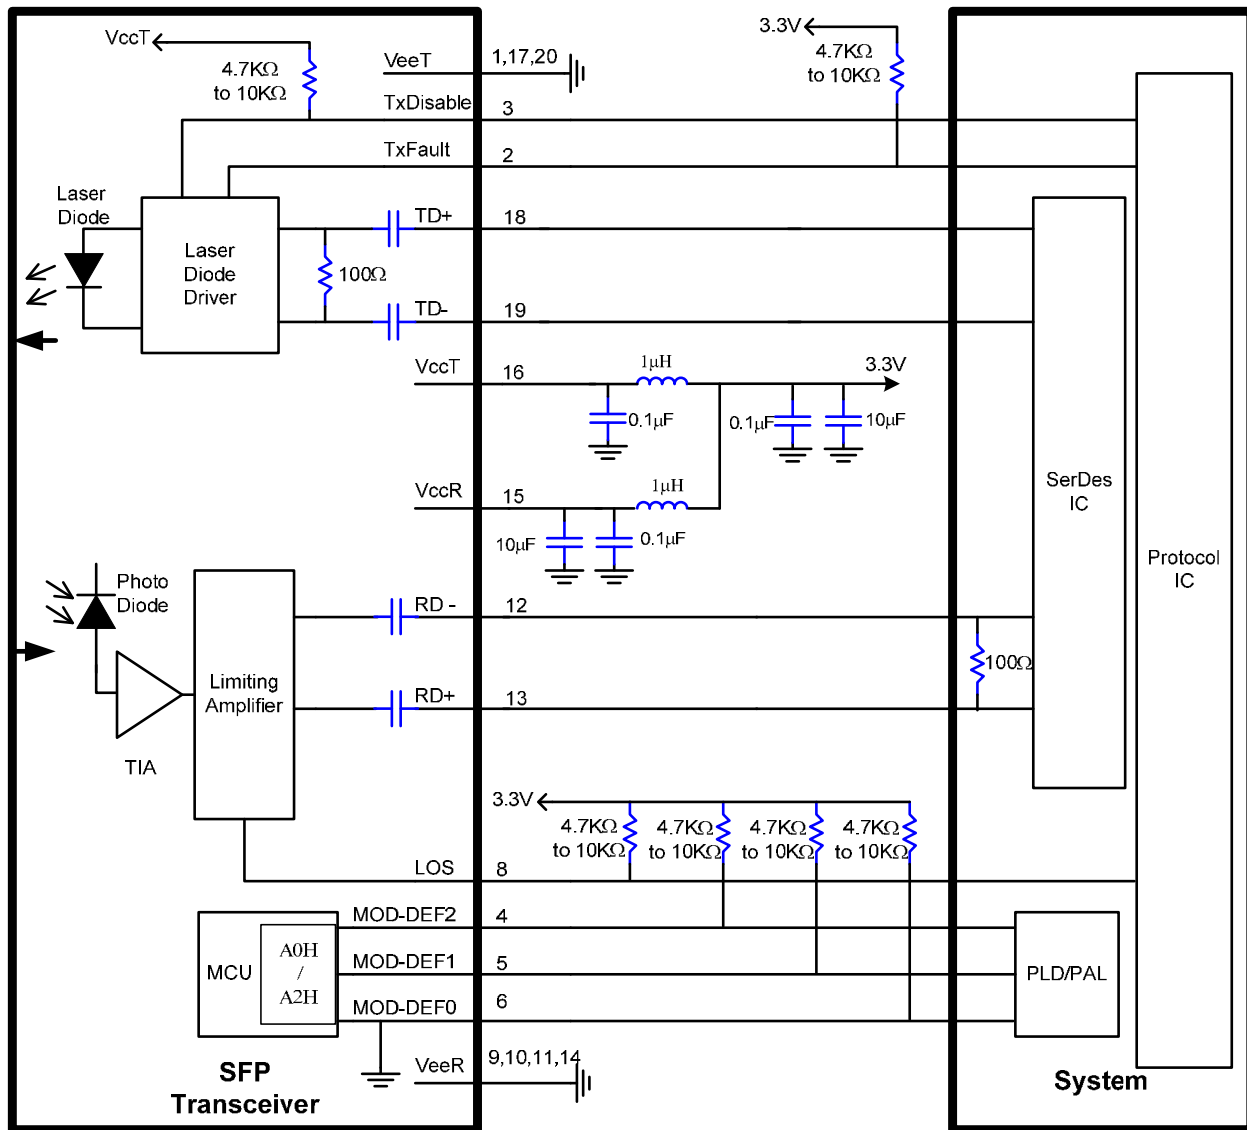 VccT
4.7KΩ
to 10KΩ
VeeT
1,17,20
3.3V
4.7KΩ
to 10KΩ
TxDisable
3
TxFault
2
Laser
Diode
Laser
Diode
Driver
TD+
18
100Ω
TD-
19
VccT
16
1μH
3.3V
0.1μF
0.1μF
10μF
VccR
15
1μH
10μF
0.1μF
SerDes
IC
Protocol
IC
Photo
Diode
RD -
12
Limiting
Amplifier
100Ω
RD+
13
TIA
3.3V
4.7KΩ
to 10KΩ
4.7KΩ
to 10KΩ
4.7KΩ
to 10KΩ
4.7KΩ
to 10KΩ
LOS
8
MOD-DEF2
4
MCU
A0H
/
A2H
MOD-DEF1
5
PLD/PAL
MOD-DEF0
6
VeeR
9,10,11,14
SFP
Transceiver
System